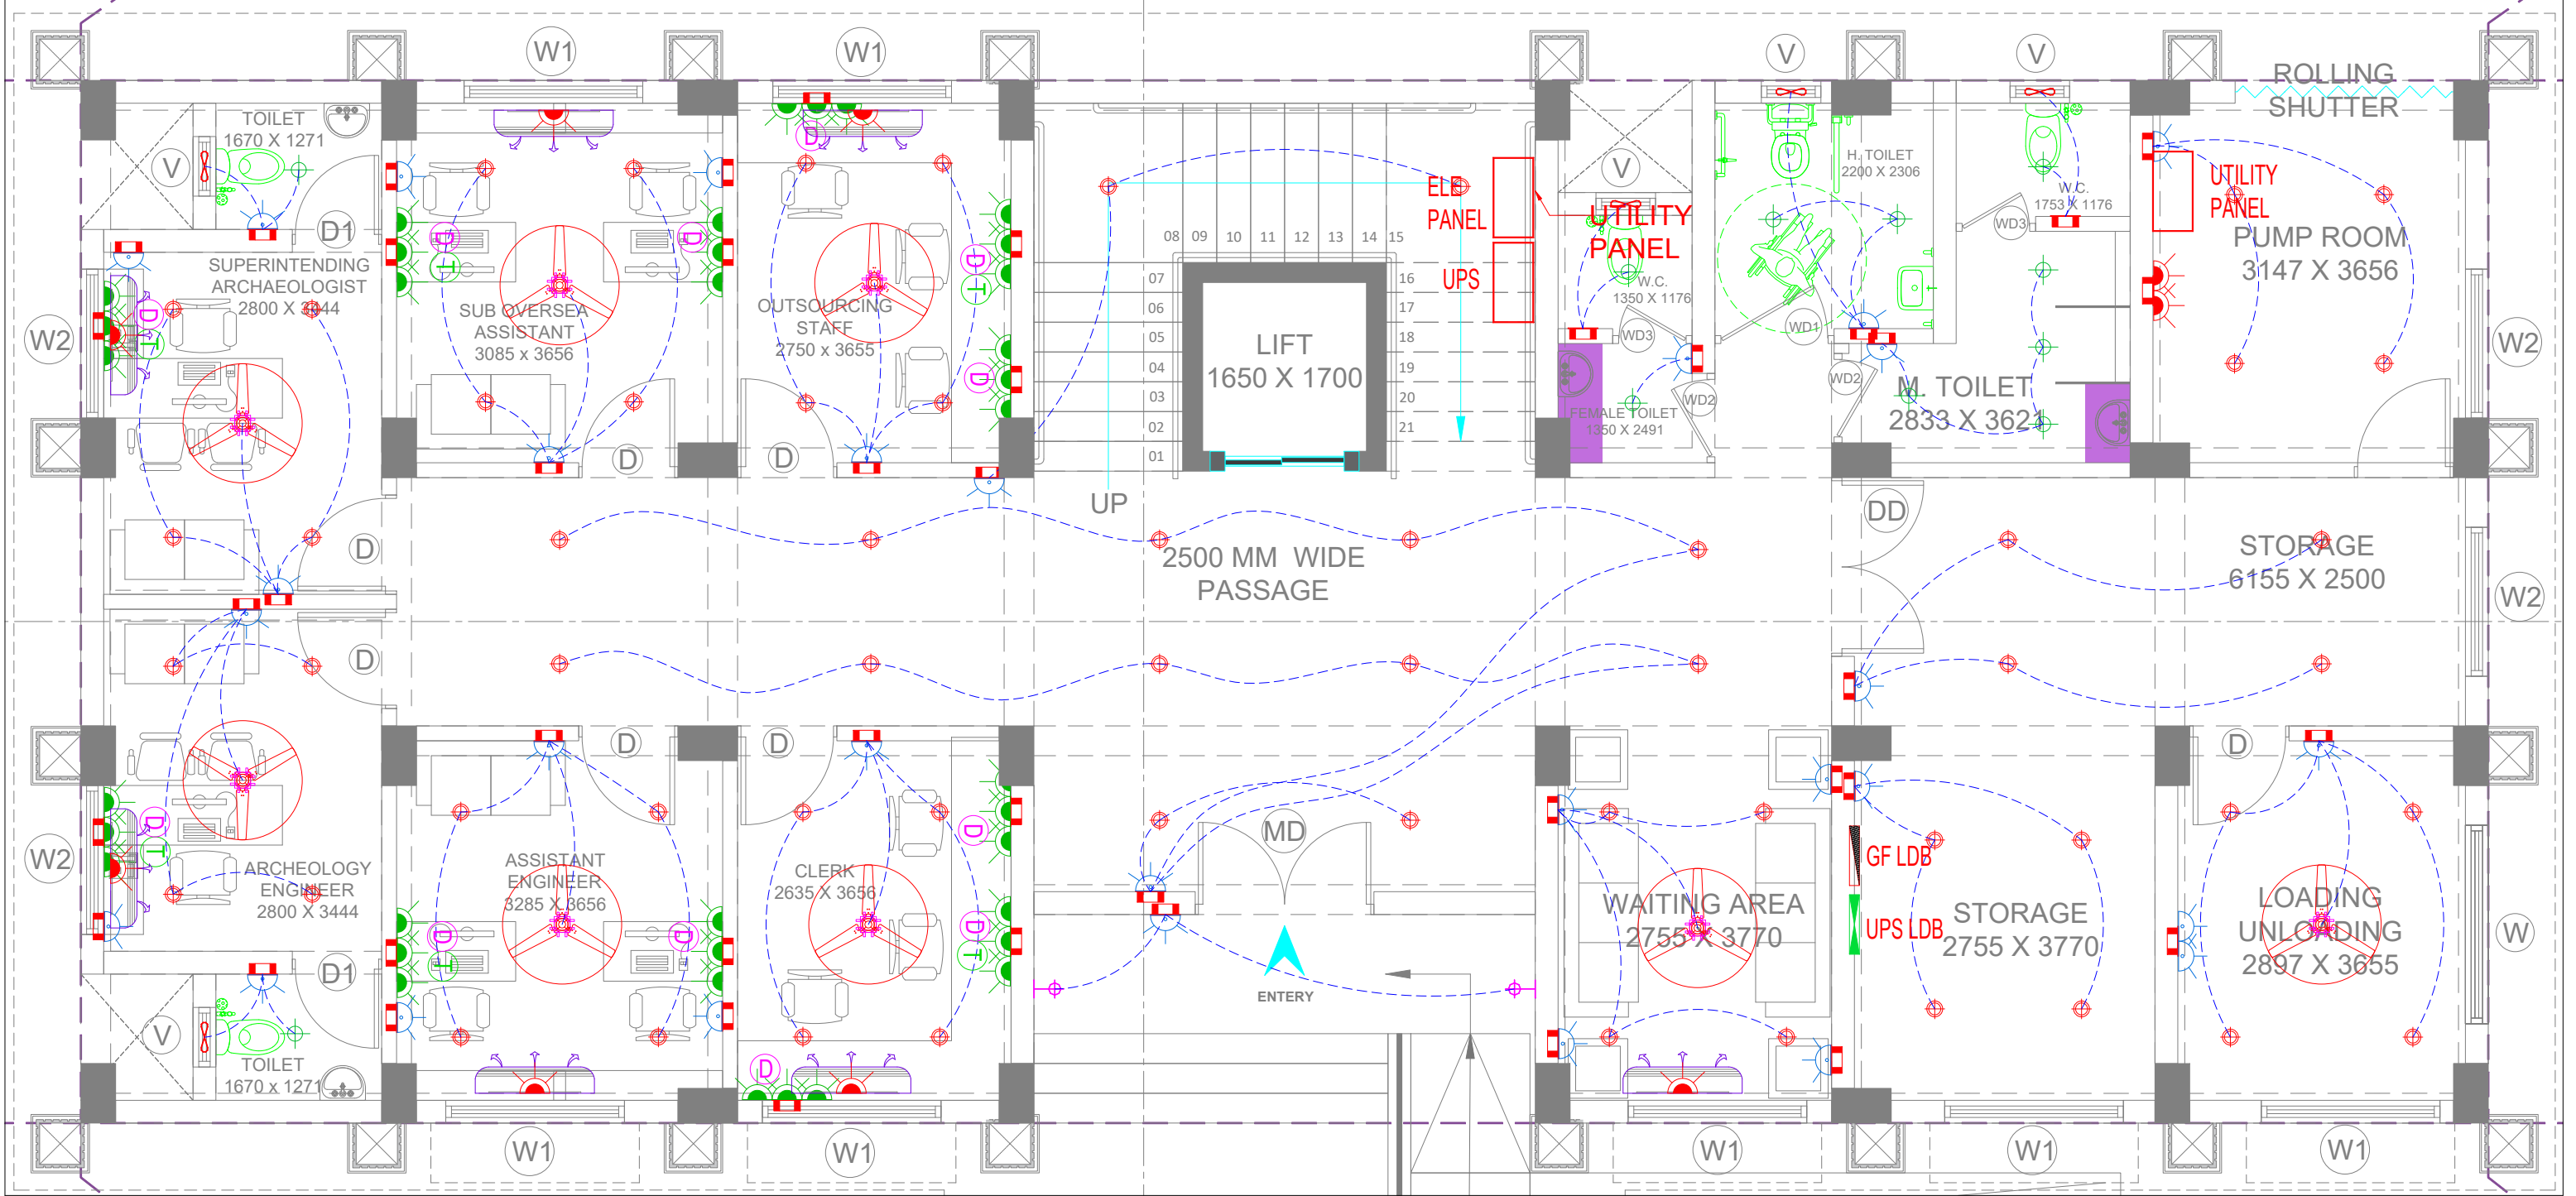 W1
W1
V
V
ROLLING
SHUTTER
TOILET
1670 X 1271
V
D1
SUPERINTENDING
ARCHAEOLOGIST
2800 X 3444
W2
D
T
D
T
D
SUB OVERSEA
ASSISTANT
3085 x 3656
D
D
OUTSOURCING
STAFF
2750 x 3655
D
T
D
D
08
09
10
11
12
13
14
15
07
06
05
04
03
02
01
16
17
18
19
20
21
LIFT
1650 X 1700
UP
ELE
PANEL
UPS
UTILITY
PANEL
V
W.C.
1350 X 1176
WD3
FEMALE TOILET
1350 X 2491
WD2
H. TOILET
2200 X 2306
WD1
WD2
W.C.
1753 X 1176
WD3
M. TOILET
2833 X 3621
UTILITY
PANEL
PUMP ROOM
3147 X 3656
W2
D
D
2500 MM WIDE
PASSAGE
DD
STORAGE
6155 X 2500
W2
W2
D
T
ARCHEOLOGY
ENGINEER
2800 X 3444
D1
V
TOILET
1670 x 1271
D
ASSISTANT
ENGINEER
3285 X 3656
D
T
D
D
CLERK
2635 X 3656
D
D
T
D
MD
ENTERY
WAITING AREA
2755 X 3770
GF LDB
UPS LDB
STORAGE
2755 X 3770
D
LOADING
UNLOADING
2897 X 3655
W
W1
W1
W1
W1
W1